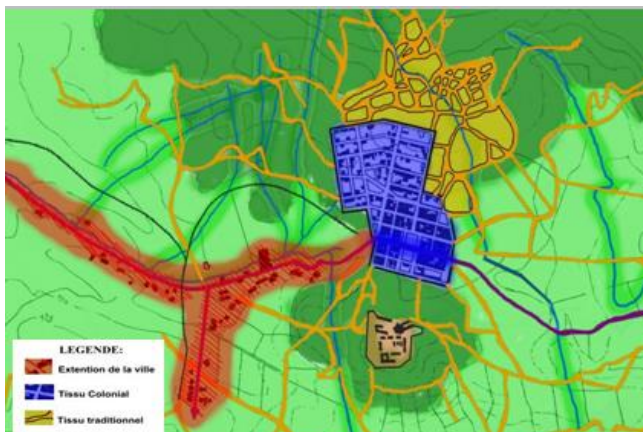 LEGENDE:
Extention de la ville
Tissu Colonial
Tissu traditionnel